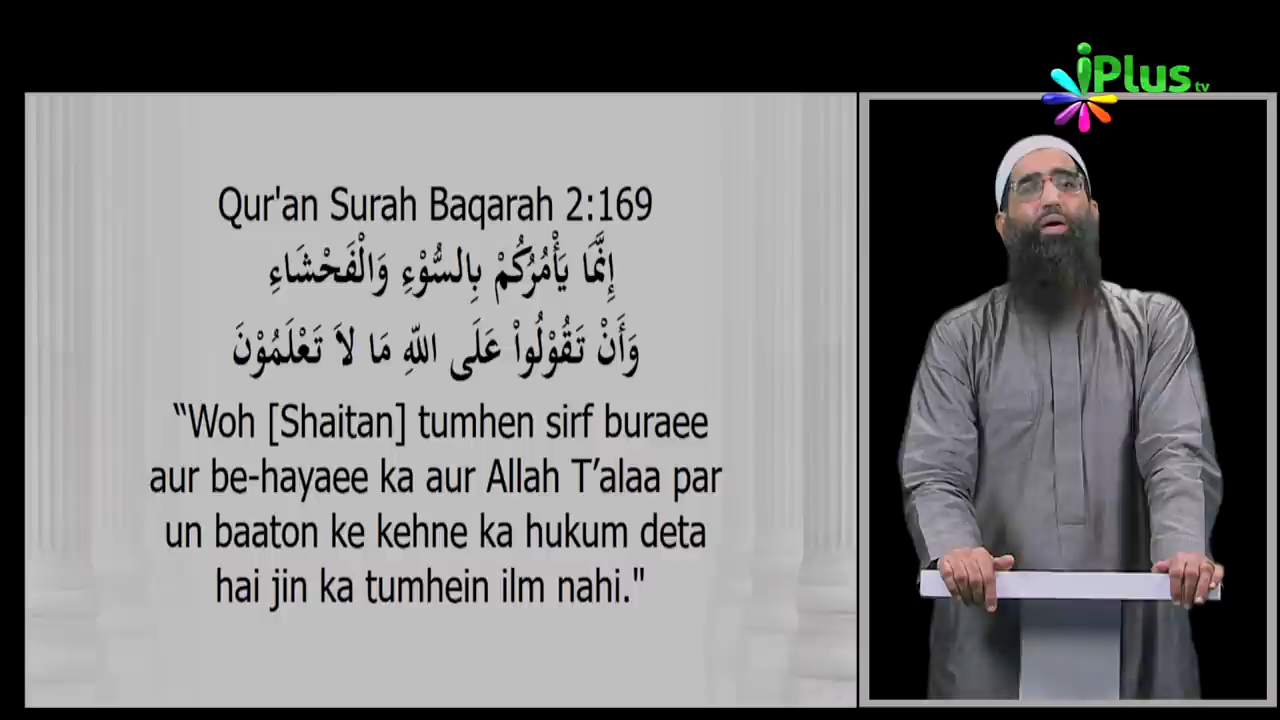 iPlus tv
Qur'an Surah Baqarah 2:169
إِنَّمَا يَأْمُرُكُمْ بِالسُّوْءِ وَالْفَحْشَاءِ
وَأَنْ تَقُوْلُواْ عَلَى اللّهِ مَا لاَ تَعْلَمُوْنَ
“Woh [Shaitan] tumhen sirf buraee
aur be-hayaee ka aur Allah T’alaa par
un baaton ke kehne ka hukum deta
hai jin ka tumhein ilm nahi."